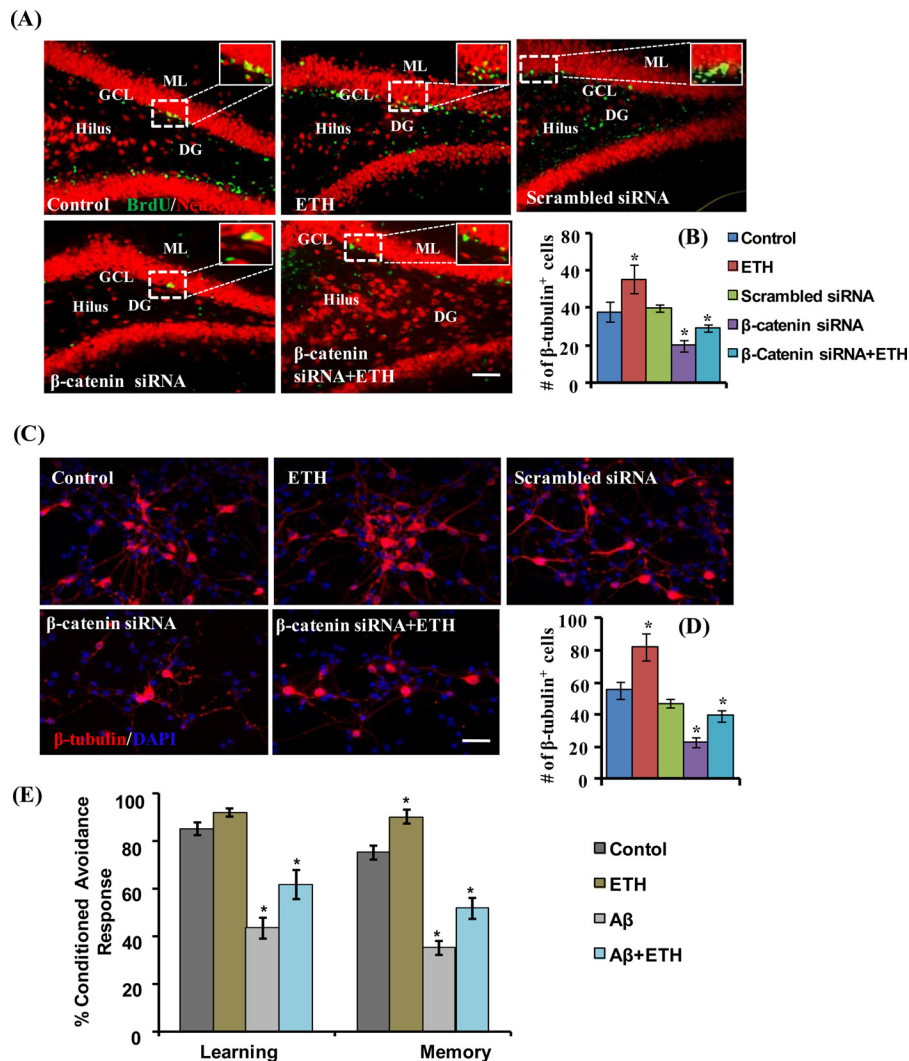 (A)
ML
GCL
Hilus
DG
Control BrdU/
ML
GCL
DG
Hilus
ETH
ML
GCL
Hilus
DG
Scrambled siRNA
ML
GCL
Hilus
DG
β-catenin siRNA
GCL
ML
Hilus
DG
β-catenin
siRNA+ETH
(B)
# of β-tubulin+ cells
80
60
40
20
0
*
*
*
Control
ETH
Scrambled siRNA
β-catenin siRNA
β-Catenin siRNA+ETH
(C)
Control
ETH
Scrambled siRNA
β-catenin siRNA
β-tubulin/DAPI
β-catenin siRNA+ETH
(D)
# of β-tubulin+ cells
100
80
60
40
20
0
*
*
*
(E)
% Conditioned Avoidance
Response
100
80
60
40
20
0
*
*
*
*
*
Learning
Memory
Contol
ETH
Aβ
Aβ+ETH